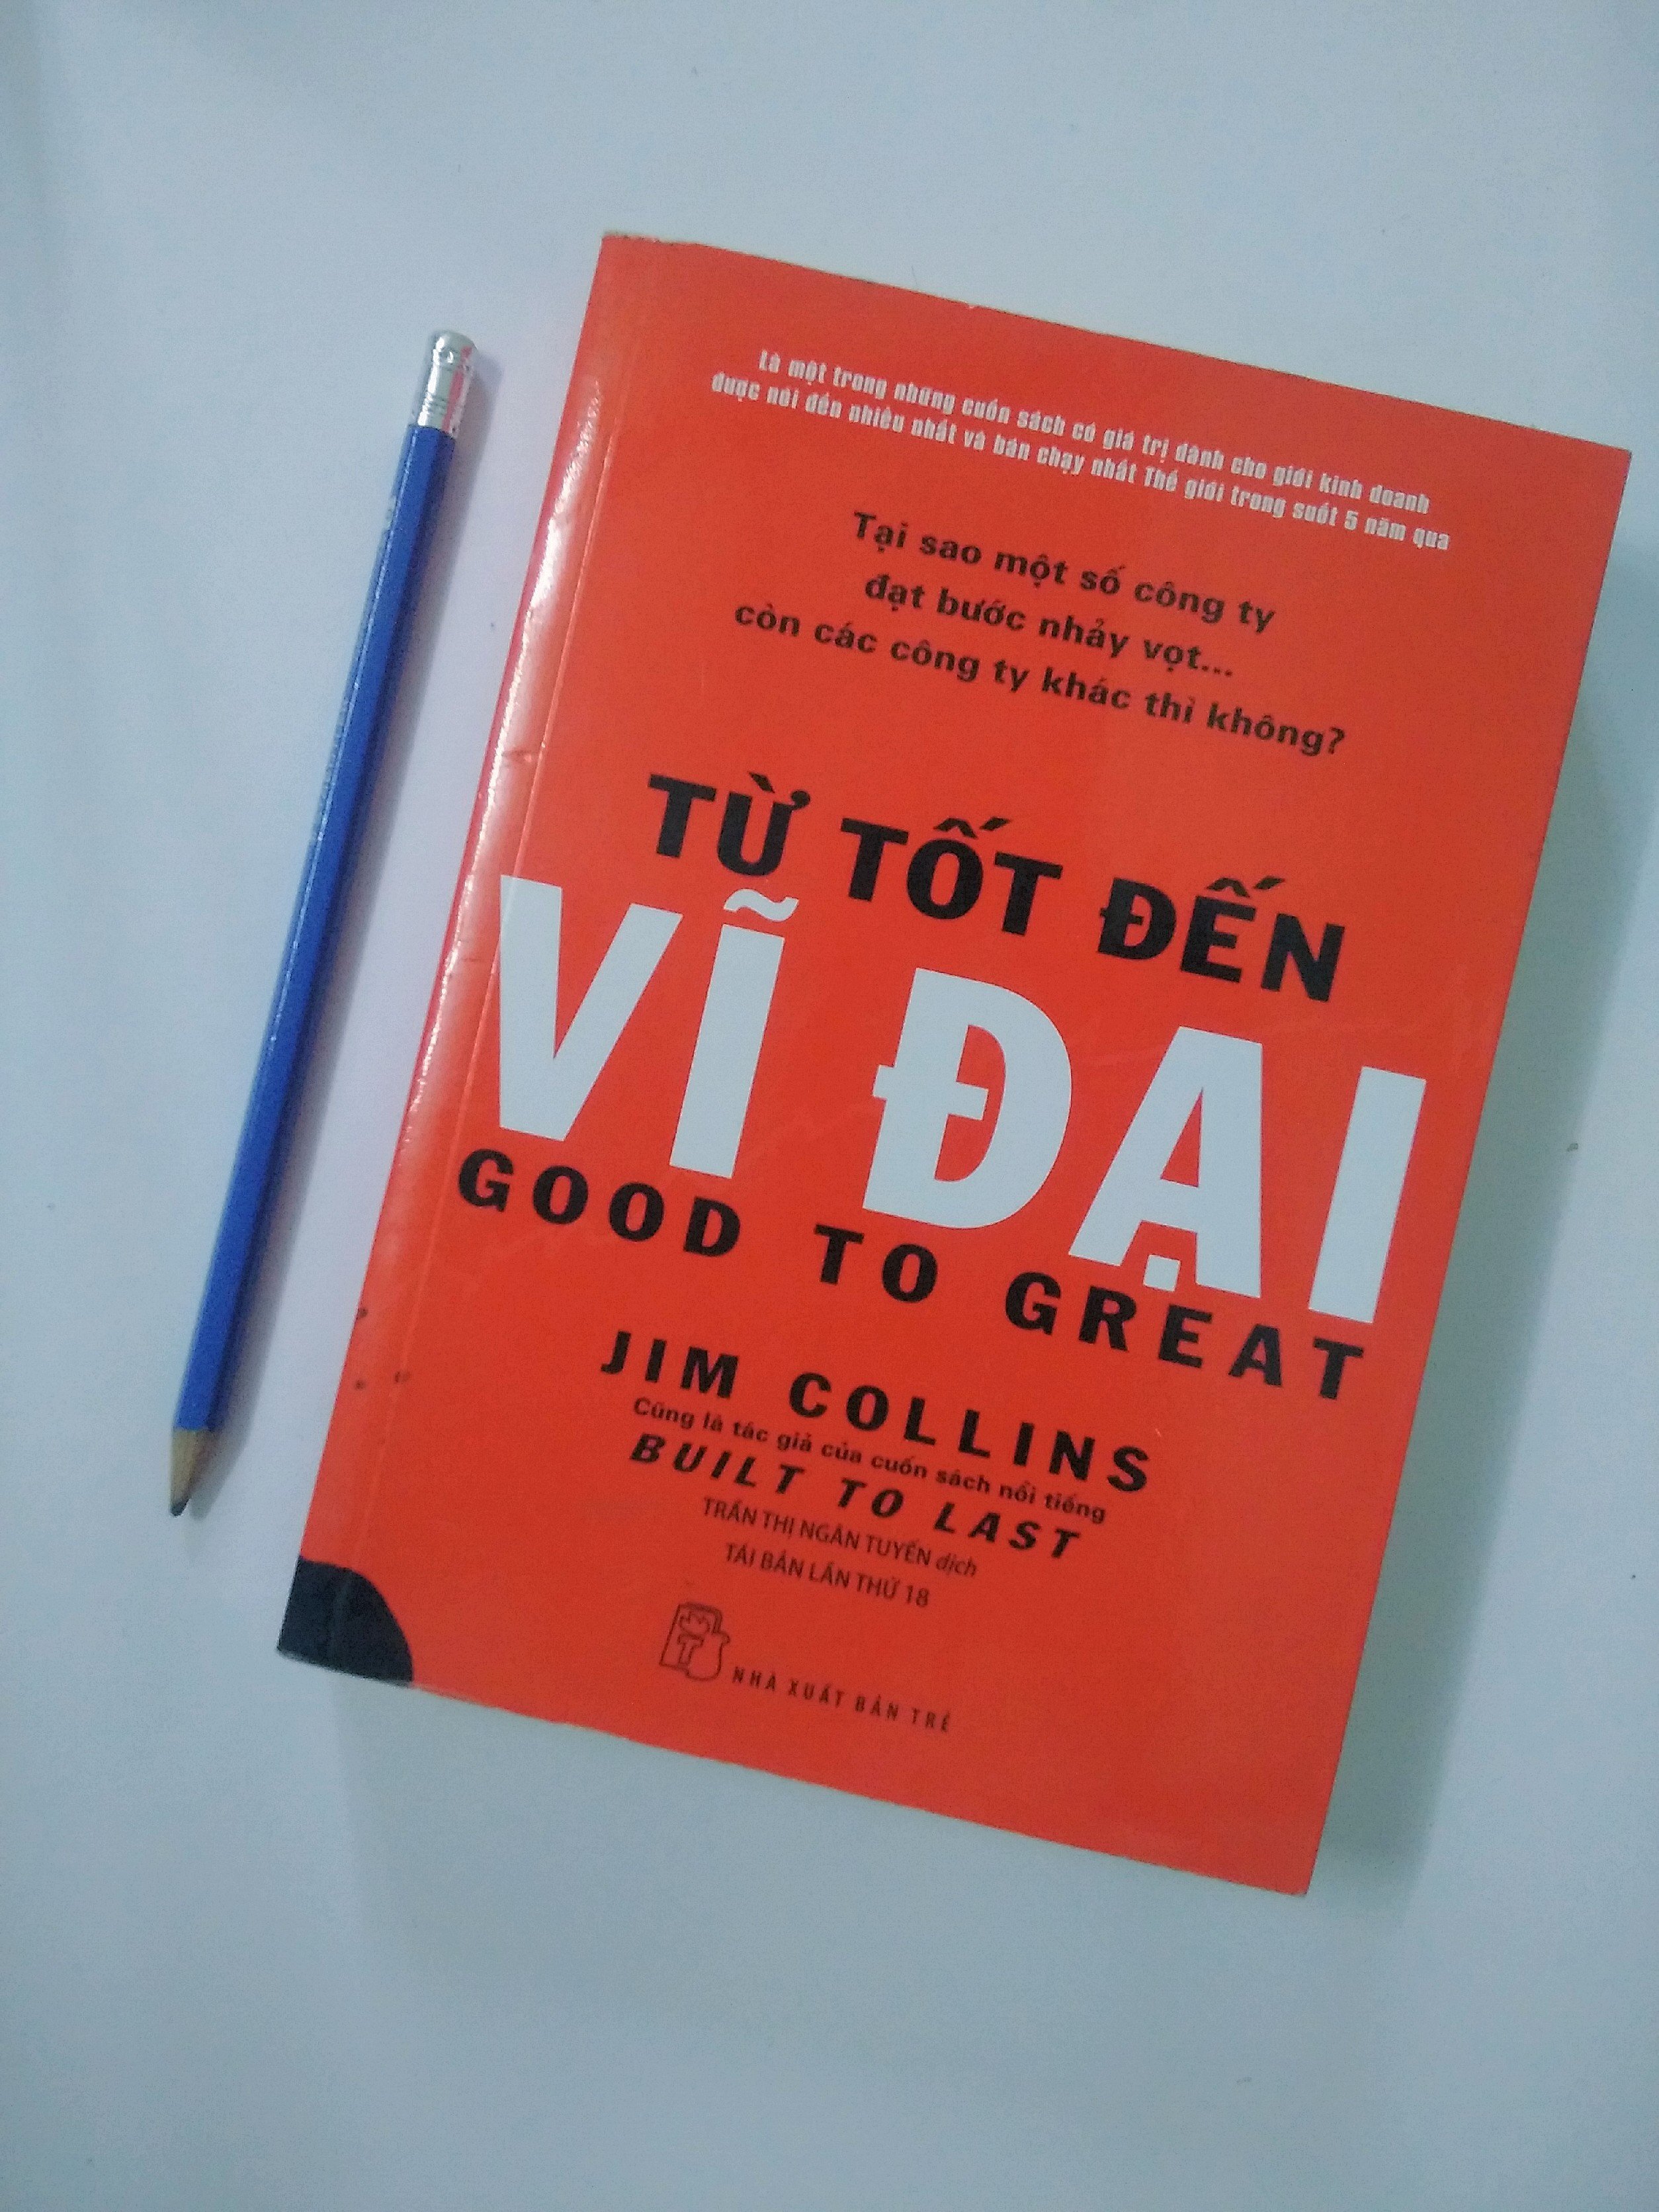 Là một trong những cuốn sách có giá trị dành cho giới kinh doanh
được nói đến nhiều nhất và bán chạy nhất Thế giới trong suốt 5 năm qua
Tại sao một số công ty
đạt bước nhảy vọt...
còn các công ty khác thì không?
TỪ TỐT ĐẾN
VĨ ĐẠI
GOOD TO GREAT
JIM COLLINS
Cũng là tác giả của cuốn sách nổi tiếng
BUILT TO LAST
TRẦN THỊ NGÂN TUYẾN dịch
TÁI BẢN LẦN THỨ 18
T
NHÀ XUẤT BẢN TRẺ